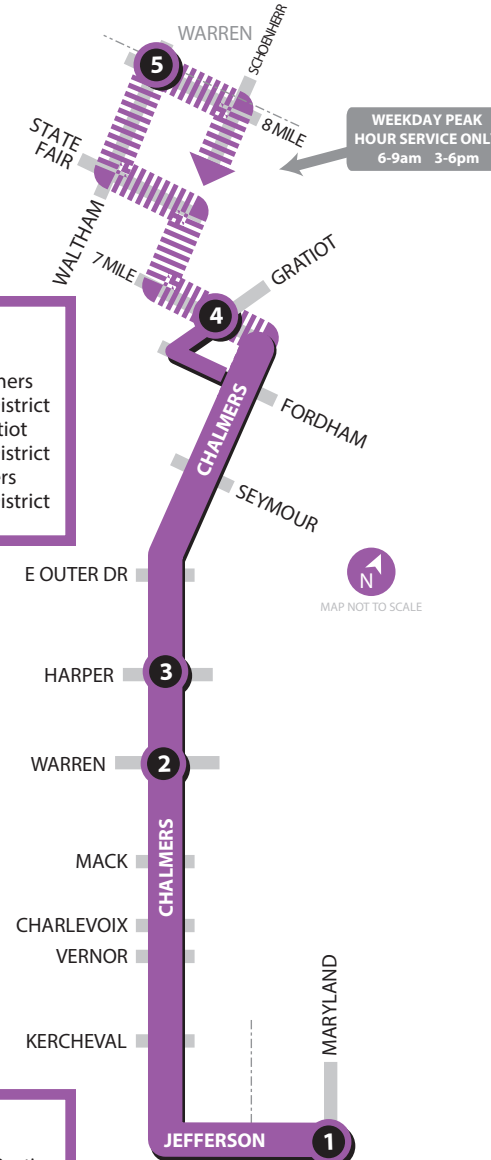 WARREN
SCHOENHERR
5
8 MILE
WEEKDAY PEAK
HOUR SERVICE ONL
6-9am 3-6pm
STATE
FAIR
WALTHAM
7 MILE
GRATIOT
4
ners
istrict
tiot
istrict
ers
istrict
CHALMERS
FORDHAM
SEYMOUR
E OUTER DR
N
MAP NOT TO SCALE
HARPER
3
WARREN
2
CHALMERS
MACK
CHARLEVOIX
VERNOR
MARYLAND
KERCHEVAL
JEFFERSON
1